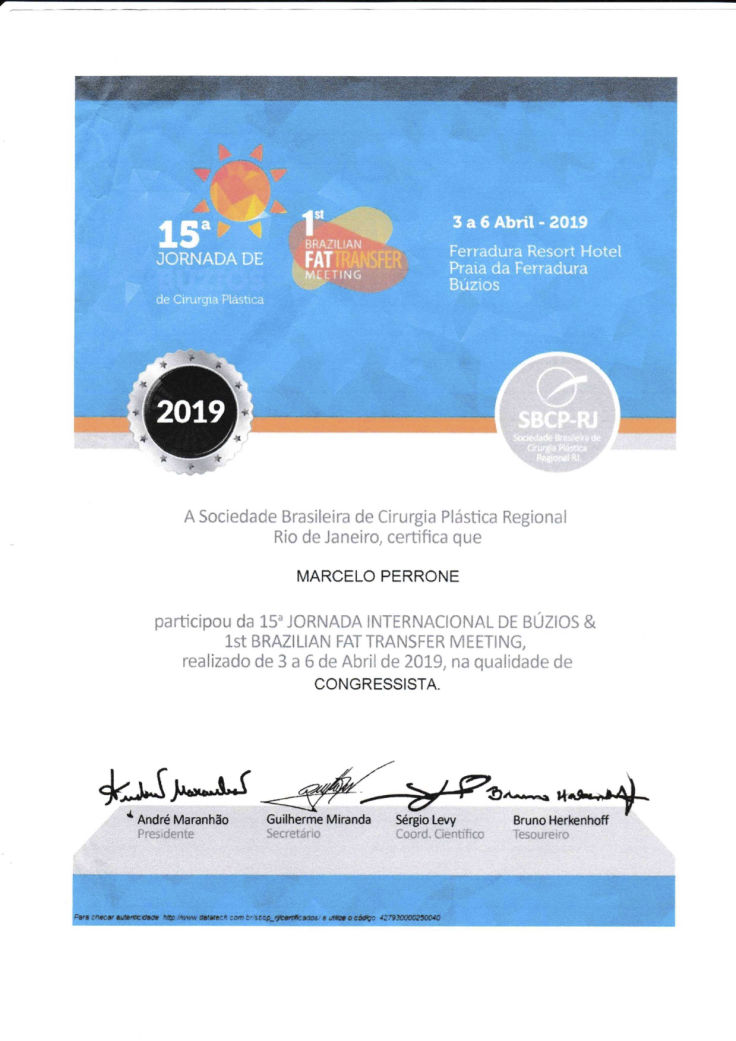 15ª
JORNADA DE
de Cirurgia Plástica
1st
BRAZILIAN
FAT TRANSFER
MEETING
3 a 6 Abril - 2019
Ferradura Resort Hotel
Praia da Ferradura
Búzios
2019
SBCP-RJ
Sociedade Brasileira de
Cirurgia Plástica
Regional RJ
A Sociedade Brasileira de Cirurgia Plástica Regional
Rio de Janeiro, certifica que
MARCELO PERRONE
participou da 15ª JORNADA INTERNACIONAL DE BÚZIOS &
1st BRAZILIAN FAT TRANSFER MEETING,
realizado de 3 a 6 de Abril de 2019, na qualidade de
CONGRESSISTA.
André Maranhão
Presidente
Guilherme Miranda
Secretário
Sérgio Levy
Coord. Científico
Bruno Herkenhoff
Tesoureiro
Para checar autenticidade: http://www.datatech.com.br/sbcp_rj/certificados/ e utilize o código: 427930000250040